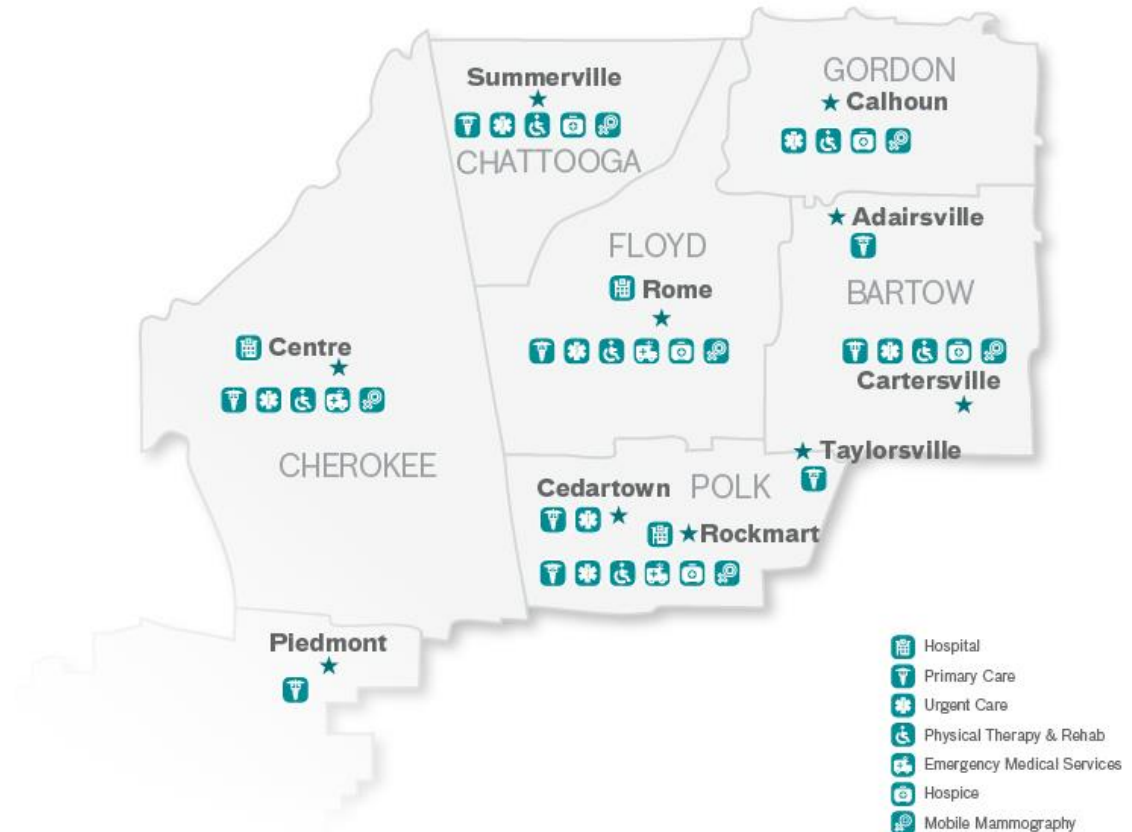 GORDON
Summerville
Calhoun
CHATTOOGA
Adairsville
FLOYD
Rome
BARTOW
Centre
Cartersville
Taylorsville
CHEROKEE
Cedartown
POLK
Rockmart
Piedmont
Hospital
Primary Care
Urgent Care
Physical Therapy & Rehab
Emergency Medical Services
Hospice
Mobile Mammography